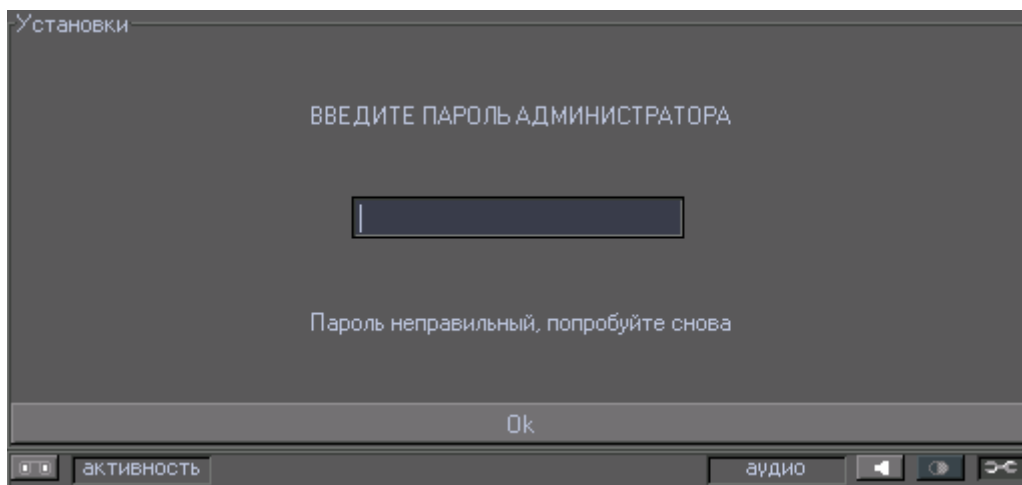 Установки
ВВЕДИТЕ ПАРОЛЬ АДМИНИСТРАТОРА
Пароль неправильный, попробуйте снова
Ok
активность
аудио